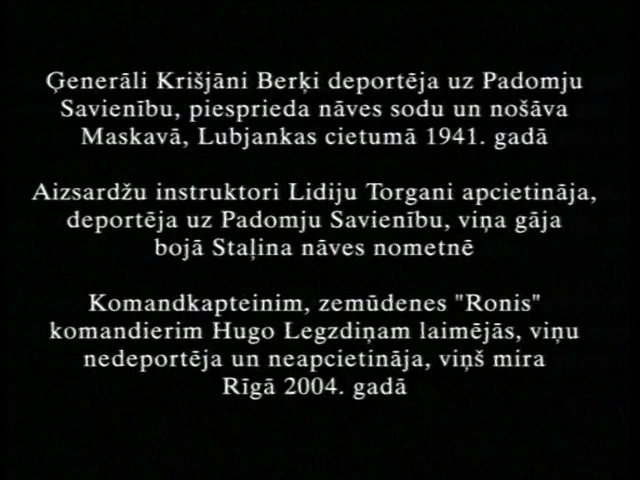 Ģenerāli Krišjāni Berķi deportēja uz Padomju
Savienību, piesprieda nāves sodu un nošāva
Maskavā, Lubjankas cietumā 1941. gadā
Aizsardžu instruktori Lidiju Torgani apcietināja,
deportēja uz Padomju Savienību, viņa gāja
bojā Staļina nāves nometnē
Komandkapteinim, zemūdenes "Ronis"
komandierim Hugo Legzdiņam laimējās, viņu
nedeportēja un neapcietināja, viņš mira
Rīgā 2004. gadā